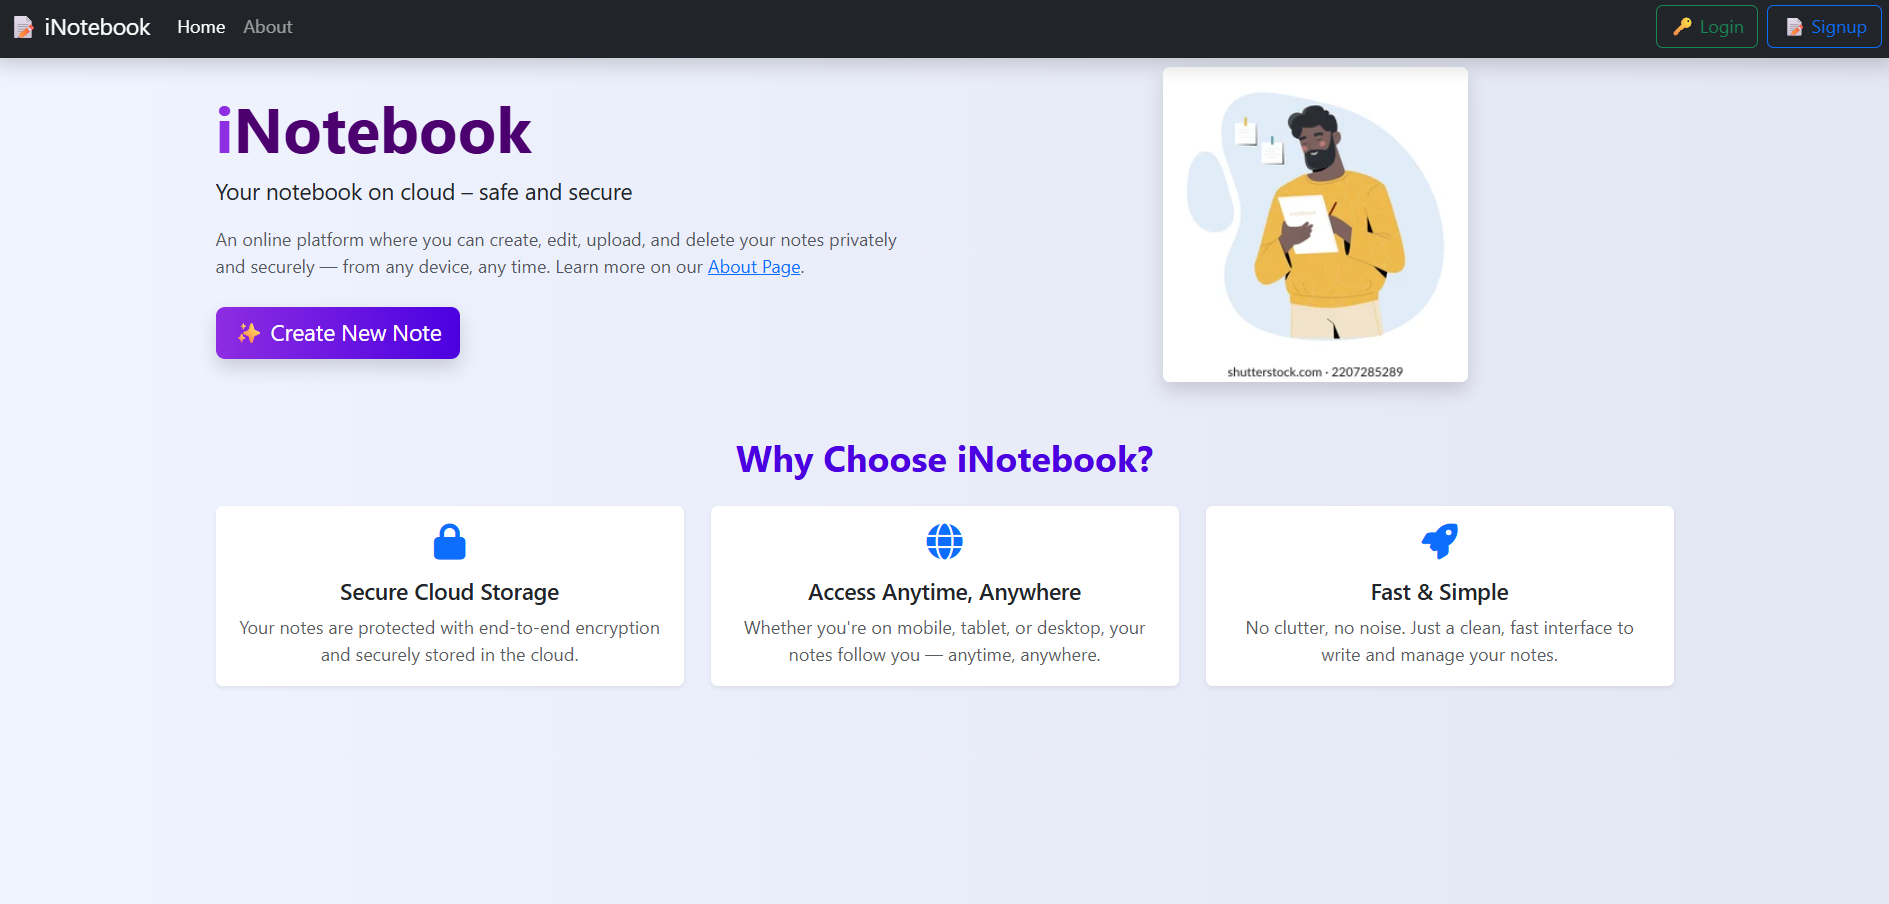 iNotebook
Home
About
Login
Signup
iNotebook
Your notebook on cloud – safe and secure
An online platform where you can create, edit, upload, and delete your notes privately
and securely — from any device, any time. Learn more on our About Page.
✨ Create New Note
shutterstock.com · 2207285289
Why Choose iNotebook?
Secure Cloud Storage
Your notes are protected with end-to-end encryption
and securely stored in the cloud.
Access Anytime, Anywhere
Whether you're on mobile, tablet, or desktop, your
notes follow you — anytime, anywhere.
Fast & Simple
No clutter, no noise. Just a clean, fast interface to
write and manage your notes.